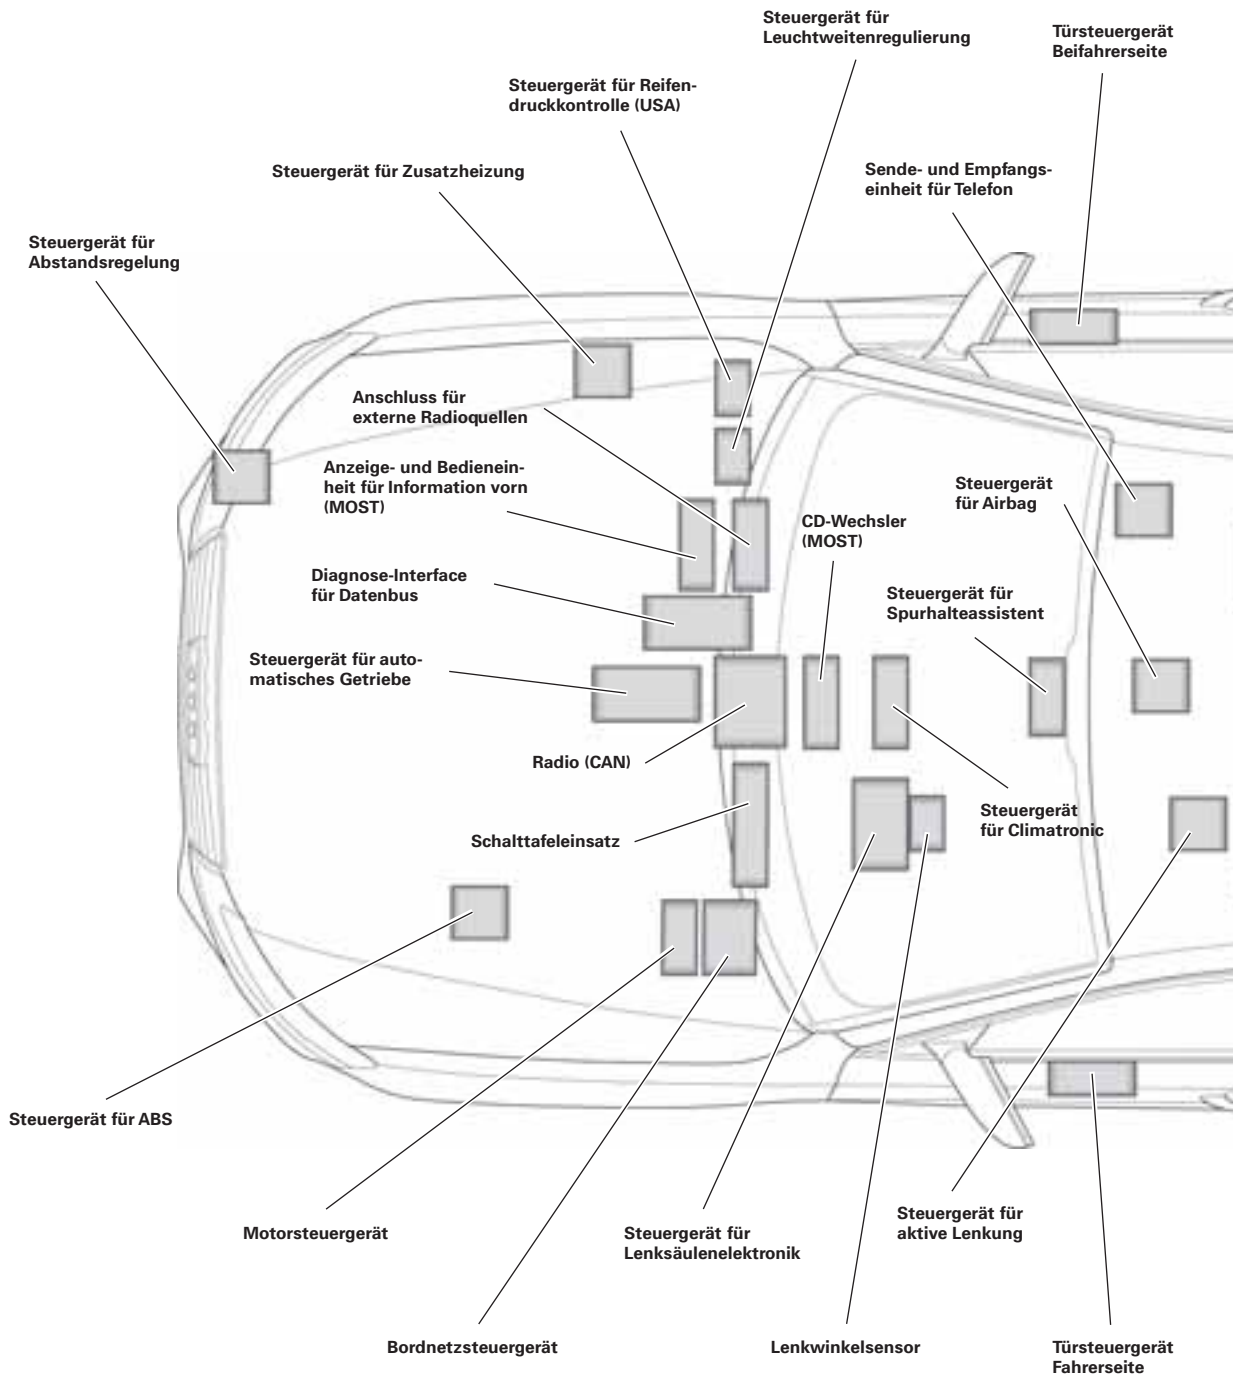 Steuergerät für
Leuchtweitenregulierung
Türsteuergerät
Beifahrerseite
Steuergerät für Reifen-
druckkontrolle (USA)
Steuergerät für Zusatzheizung
Sende- und Empfangs-
einheit für Telefon
Steuergerät für
Abstandsregelung
Anschluss für
externe Radioquellen
Anzeige- und Bedienein-
heit für Information vorn
(MOST)
Steuergerät
für Airbag
CD-Wechsler
(MOST)
Diagnose-Interface
für Datenbus
Steuergerät für
Spurhalteassistent
Steuergerät für auto-
matisches Getriebe
Radio (CAN)
Steuergerät
für Climatronic
Schalttafeleinsatz
Steuergerät für ABS
Motorsteuergerät
Steuergerät für
Lenksäulenelektronik
Steuergerät für
aktive Lenkung
Bordnetzsteuergerät
Lenkwinkelsensor
Türsteuergerät
Fahrerseite